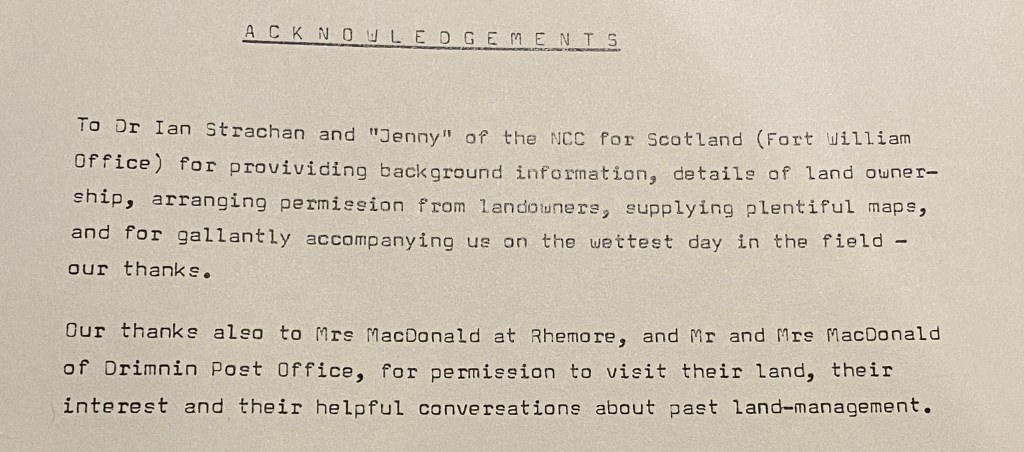 ACKNOWLEDGEMENTS
To Dr Ian Strachan and "Jenny" of the NCC for Scotland (Fort William
Office) for provividing background information, details of land owner-
ship, arranging permission from landowners, supplying plentiful maps,
and for gallantly accompanying us on the wettest day in the field -
our thanks.
Our thanks also to Mrs MacDonald at Rhemore, and Mr and Mrs MacDonald
of Drimnin Post Office, for permission to visit their land, their
interest and their helpful conversations about past land-management.